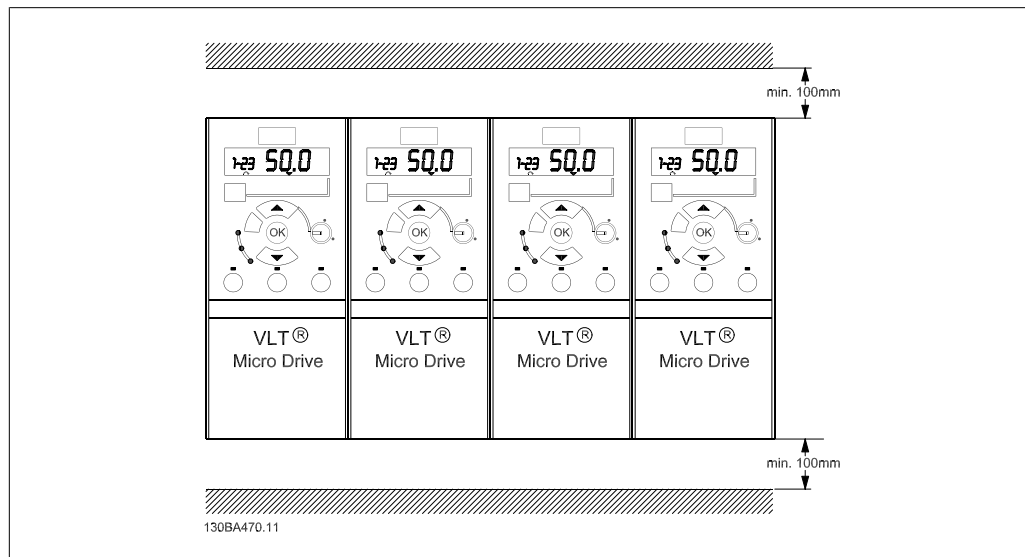 min. 100mm
1-23 50.0
1-23 50.0
1-23 50.0
1-23 50.0
OK
OK
OK
OK
VLT®
Micro Drive
VLT®
Micro Drive
VLT®
Micro Drive
VLT®
Micro Drive
min. 100mm
130BA470.11